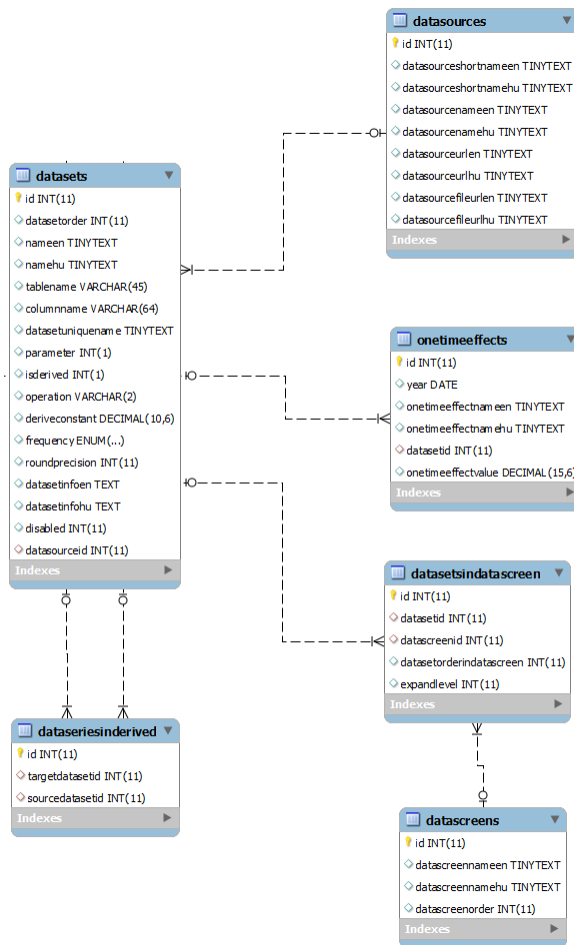 datasources
id INT(11)
datasourceshortnameen TINYTEXT
datasourceshortnamehu TINYTEXT
datasourcenameen TINYTEXT
datasourcenamehu TINYTEXT
datasourceurlen TINYTEXT
datasourceurlhu TINYTEXT
datasourcefileurlen TINYTEXT
datasourcefileurlhu TINYTEXT
Indexes
datasets
id INT(11)
datasetorder INT(11)
nameen TINYTEXT
namehu TINYTEXT
tablename VARCHAR(45)
columnname VARCHAR(64)
datasetuniquename TINYTEXT
parameter INT(1)
isderived INT(1)
operation VARCHAR(2)
deriveconstant DECIMAL(10,6)
frequency ENUM(...)
roundprecision INT(11)
datasetinfoen TEXT
datasetinfohu TEXT
disabled INT(11)
datasourceid INT(11)
Indexes
onetimeeffects
id INT(11)
year DATE
onetimeeffectnameen TINYTEXT
onetimeeffectnamehu TINYTEXT
datasetid INT(11)
onetimeeffectvalue DECIMAL(15,6)
Indexes
datasetsindatascreen
id INT(11)
datasetid INT(11)
datascreenid INT(11)
datasetorderindatascreen INT(11)
expandlevel INT(11)
Indexes
dataseriesinderived
id INT(11)
targetdatasetid INT(11)
sourcedatasetid INT(11)
Indexes
datascreens
id INT(11)
datascreennameen TINYTEXT
datascreennamehu TINYTEXT
datascreenorder INT(11)
Indexes